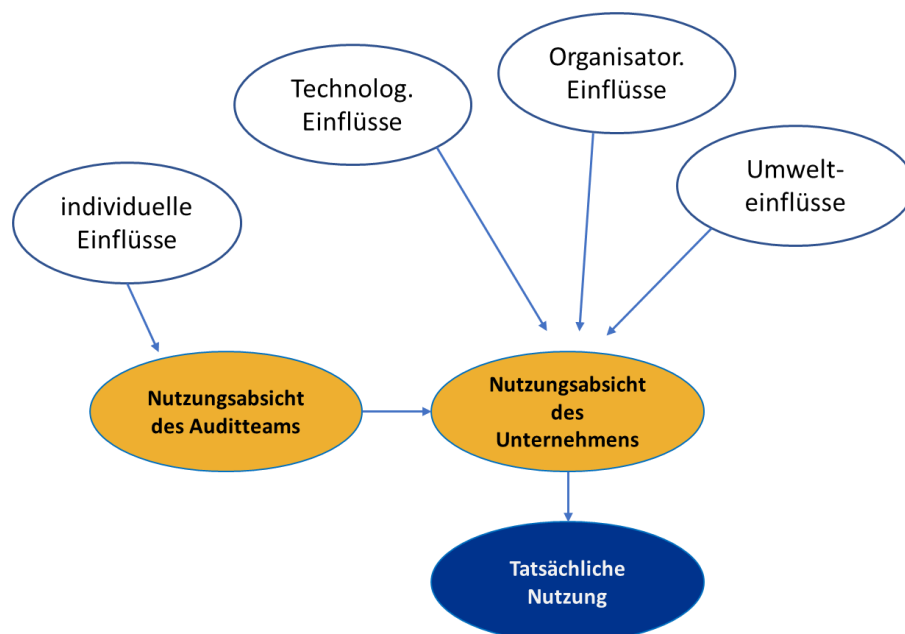 Organisator.
Einflüsse
Technolog.
Einflüsse
Umwelt-
einflüsse
individuelle
Einflüsse
Nutzungsabsicht
des Auditteams
Nutzungsabsicht
des
Unternehmens
Tatsächliche
Nutzung